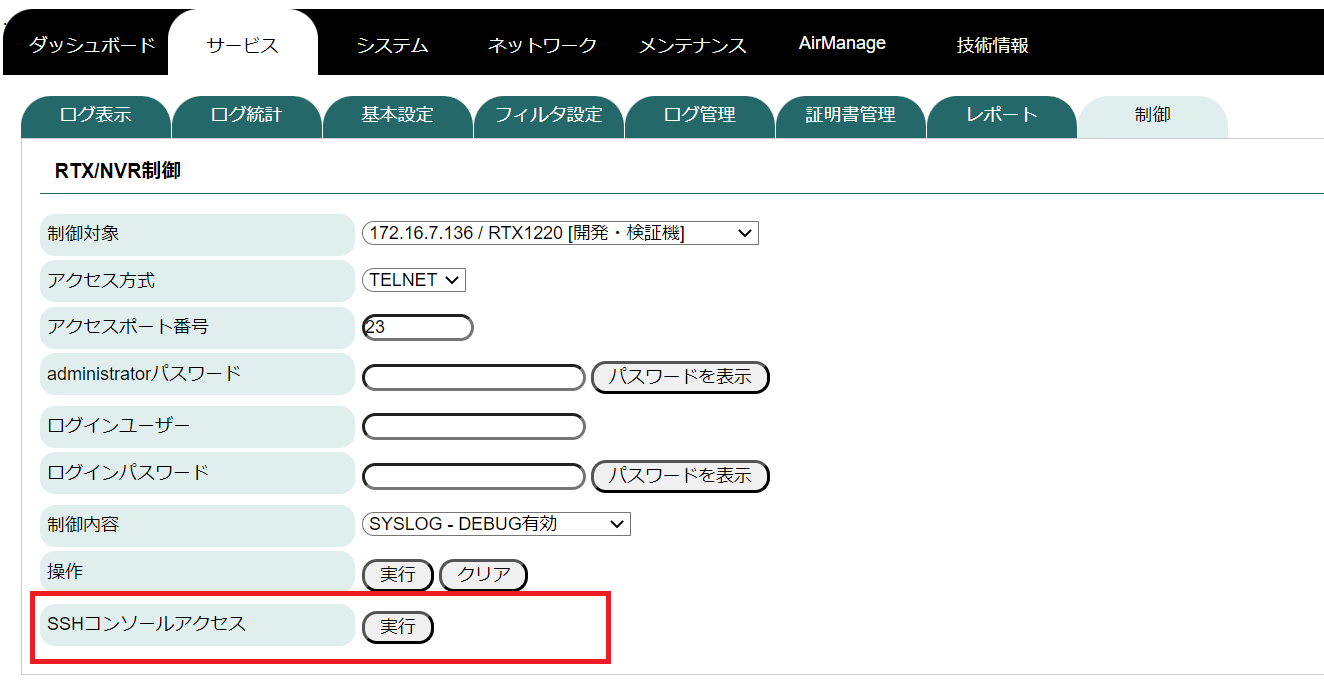 ダッシュボード サービス システム ネットワーク メンテナンス AirManage 技術情報
ログ表示 ログ統計 基本設定 フィルタ設定 ログ管理 証明書管理 レポート 制御
RTX/NVR制御
制御対象 172.16.7.136 / RTX1220 [開発・検証機]
アクセス方式 TELNET
アクセスポート番号 23
administratorパスワード パスワードを表示
ログインユーザー
ログインパスワード パスワードを表示
制御内容 SYSLOG - DEBUG有効
操作 実行 クリア
SSHコンソールアクセス 実行